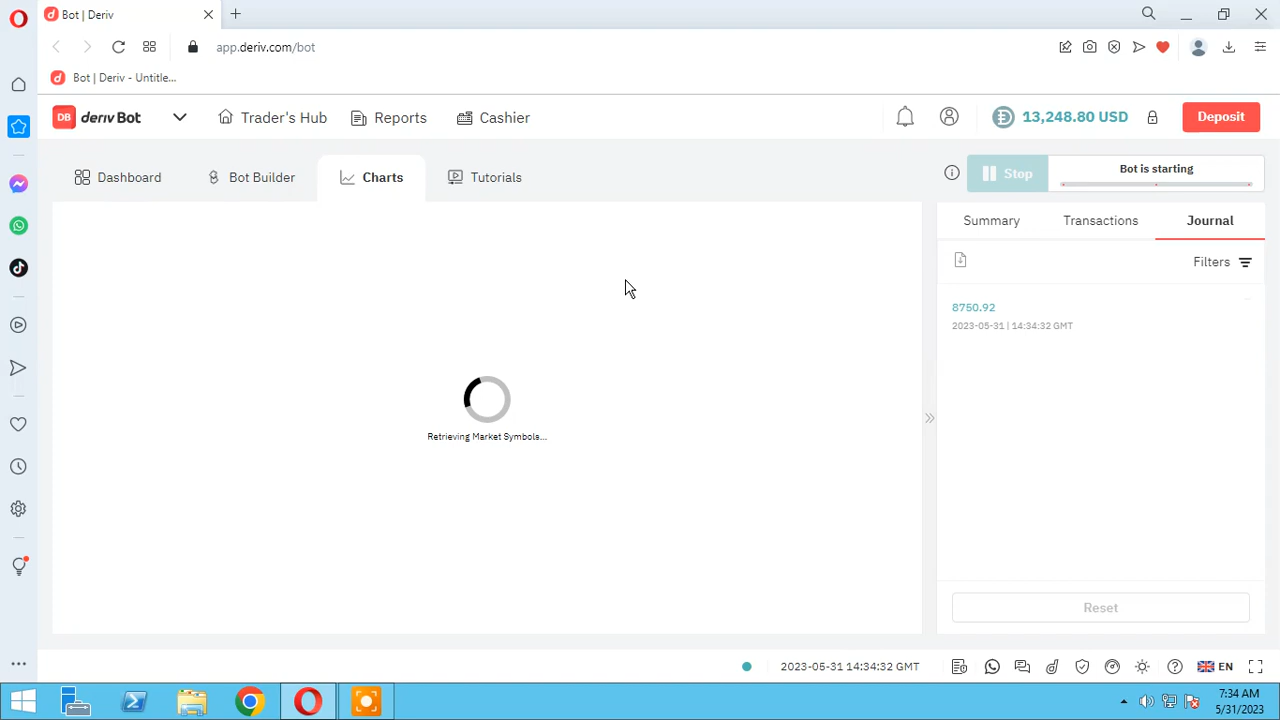 Bot | Deriv
app.deriv.com/bot
Bot | Deriv - Untitle...
DB deriv Bot
Trader's Hub
Reports
Cashier
13,248.80 USD
Deposit
Dashboard
Bot Builder
Charts
Tutorials
Stop
Bot is starting
Summary
Transactions
Journal
Filters
8750.92
2023-05-31 | 14:34:32 GMT
Retrieving Market Symbols...
Reset
2023-05-31 14:34:32 GMT
EN
7:34 AM
5/31/2023